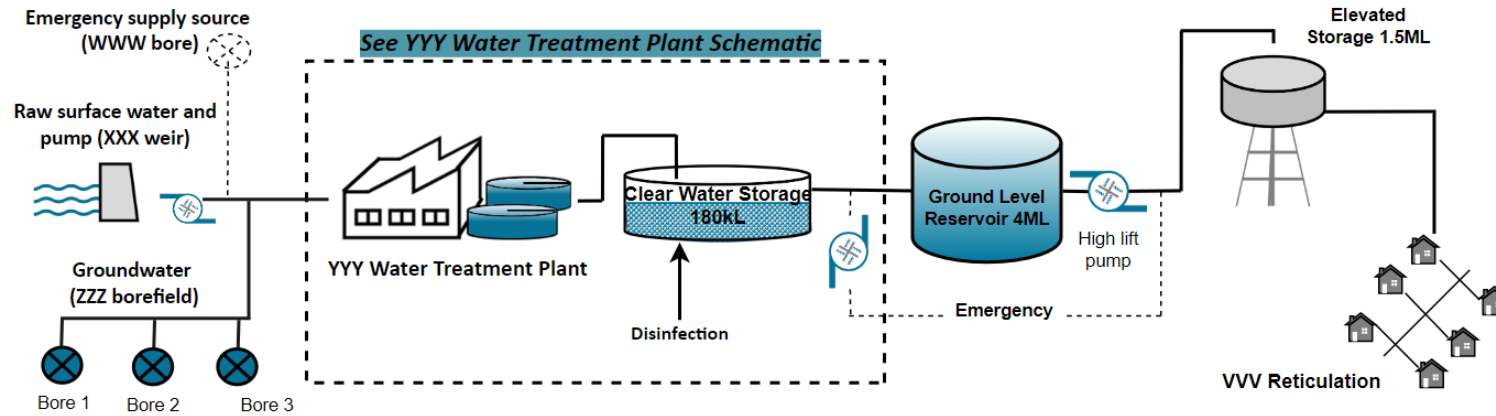 Emergency supply source
(WWW bore)
Raw surface water and
pump (XXX weir)
Groundwater
(ZZZ borefield)
Bore 1
Bore 2
Bore 3
See YYY Water Treatment Plant Schematic
YYY Water Treatment Plant
Clear Water Storage
180kL
Disinfection
Ground Level
Reservoir 4ML
High lift
pump
Emergency
Elevated
Storage 1.5ML
VVV Reticulation